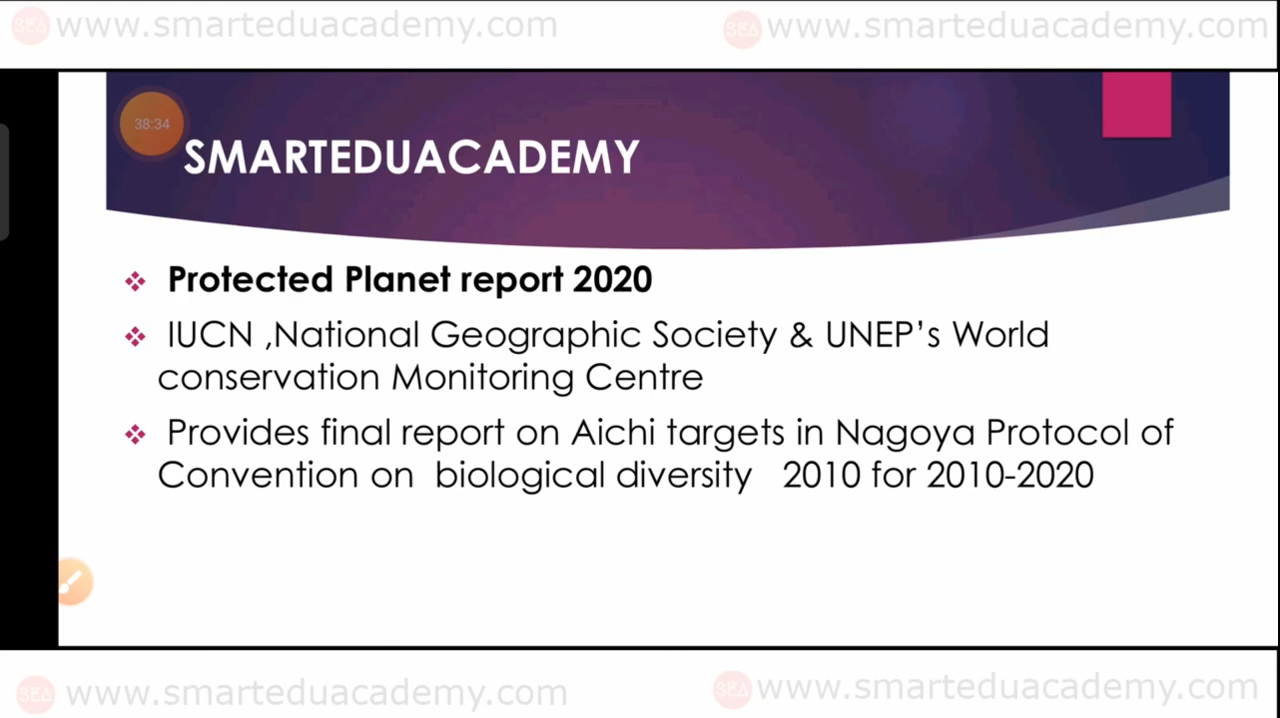 www.smarteduacademy.com www.smarteduacademy.com
38:34
SMARTEDUACADEMY
Protected Planet report 2020
IUCN ,National Geographic Society & UNEP’s World
conservation Monitoring Centre
Provides final report on Aichi targets in Nagoya Protocol of
Convention on biological diversity 2010 for 2010-2020
SEA www.smarteduacademy.com SEA www.smarteduacademy.com